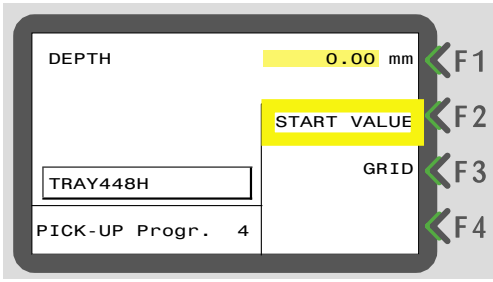 DEPTH 0.00 mm F1
START VALUE F2
GRID F3
TRAY448H
PICK-UP Progr. 4 F4